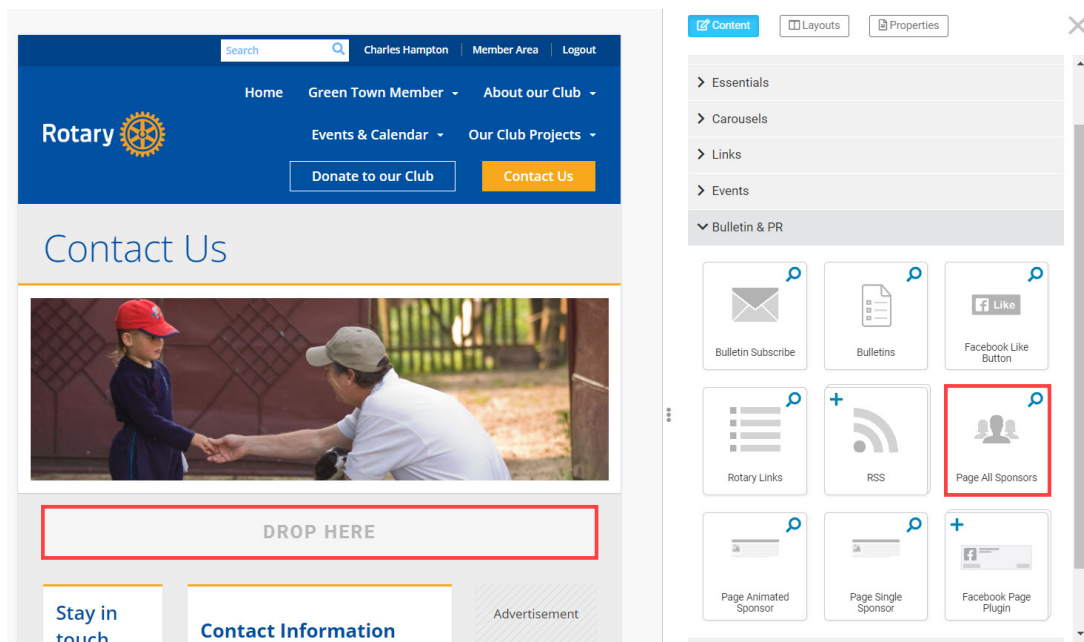 Search Charles Hampton Member Area Logout
Home Green Town Member About our Club
Rotary
Events & Calendar Our Club Projects
Donate to our Club Contact Us
Contact Us
DROP HERE
Stay in
touch
Contact Information
Advertisement
Content Layouts Properties
Essentials
Carousels
Links
Events
Bulletin & PR
Bulletin Subscribe
Bulletins
Like
Facebook Like
Button
Rotary Links
RSS
Page All Sponsors
Page Animated
Sponsor
Page Single
Sponsor
Facebook Page
Plugin